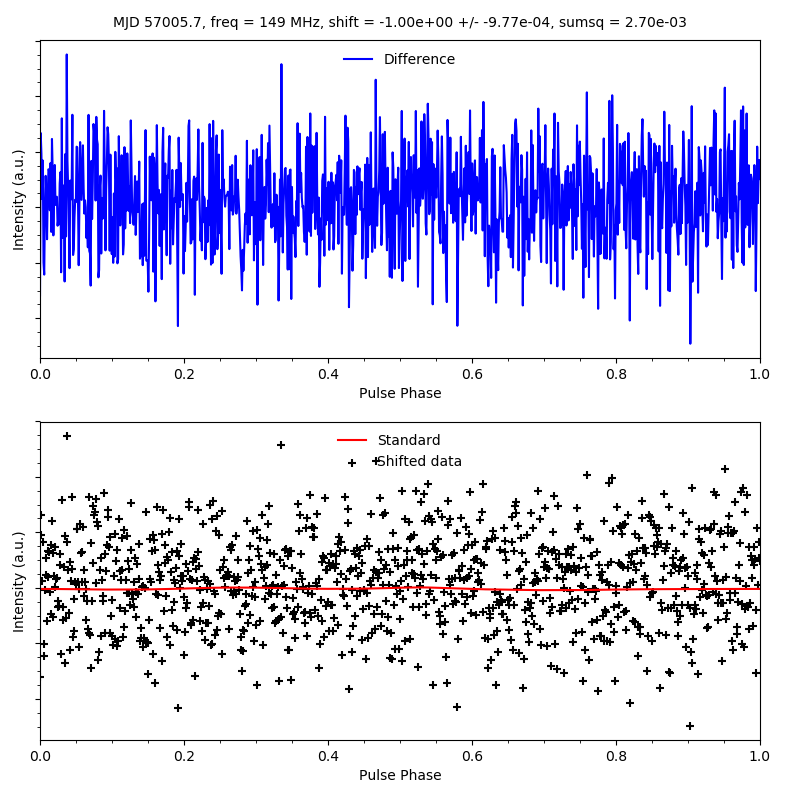 MJD 57005.7, freq = 149 MHz, shift = -1.00e+00 +/- -9.77e-04, sumsq = 2.70e-03
Difference
Intensity (a.u.)
0.0 0.2 0.4 0.6 0.8 1.0
Pulse Phase
Standard
Shifted data
Intensity (a.u.)
0.0 0.2 0.4 0.6 0.8 1.0
Pulse Phase